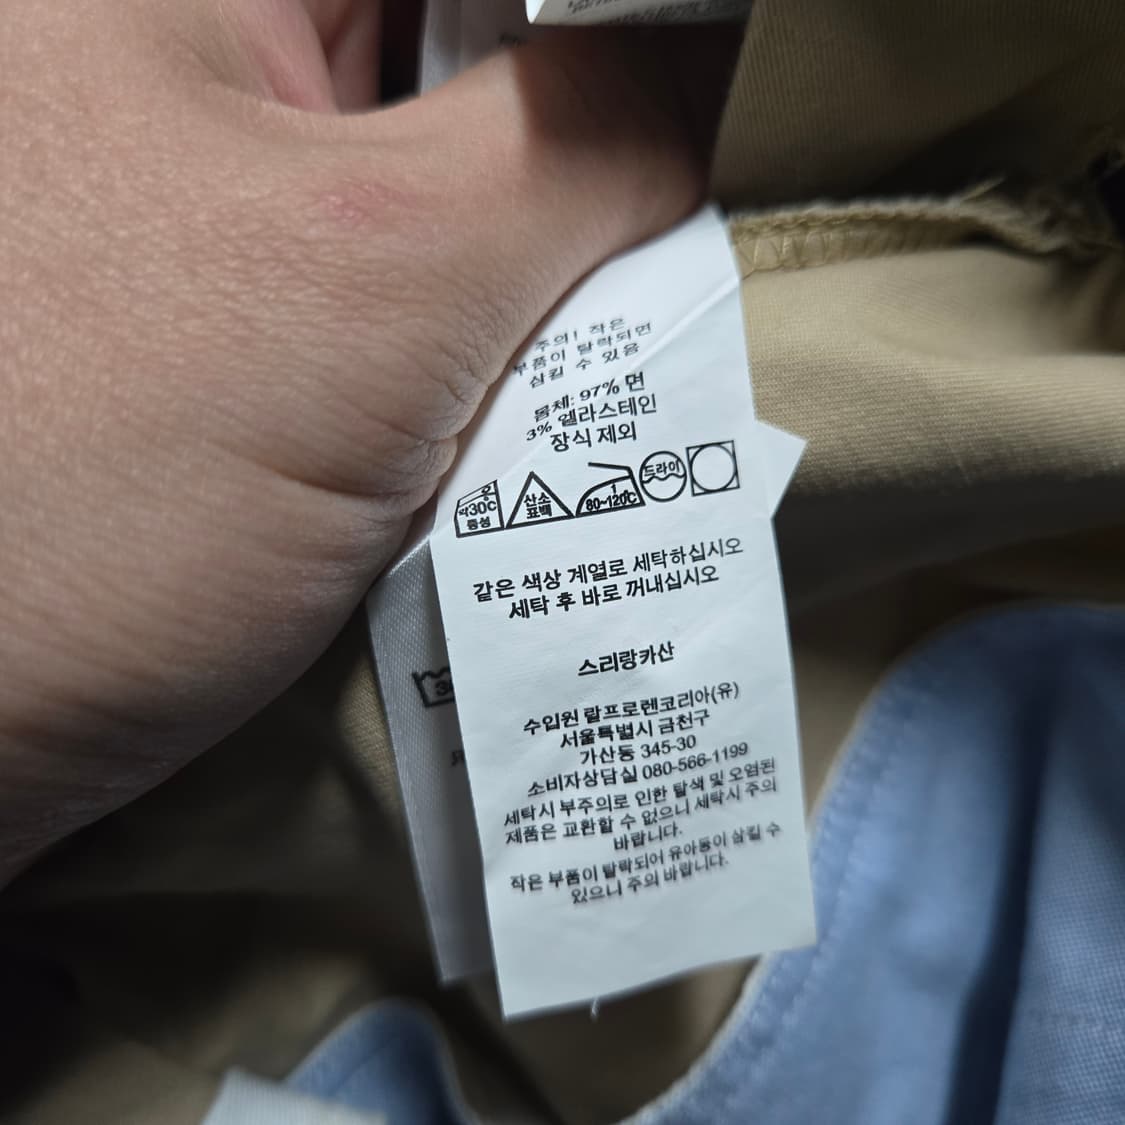 주의! 작은
부품이 탈락되면
삼킬 수 있음
몸체: 97% 면
3% 엘라스테인
장식 제외
약30℃
중성
산소
표백
1
80~120℃
드라이
같은 색상 계열로 세탁하십시오
세탁 후 바로 꺼내십시오
스리랑카산
수입원 랄프로렌코리아(유)
서울특별시 금천구
가산동 345-30
소비자상담실 080-566-1199
세탁시 부주의로 인한 탈색 및 오염된
제품은 교환할 수 없으니 세탁시 주의
바랍니다.
작은 부품이 탈락되어 유아동이 삼킬 수
있으니 주의 바랍니다.